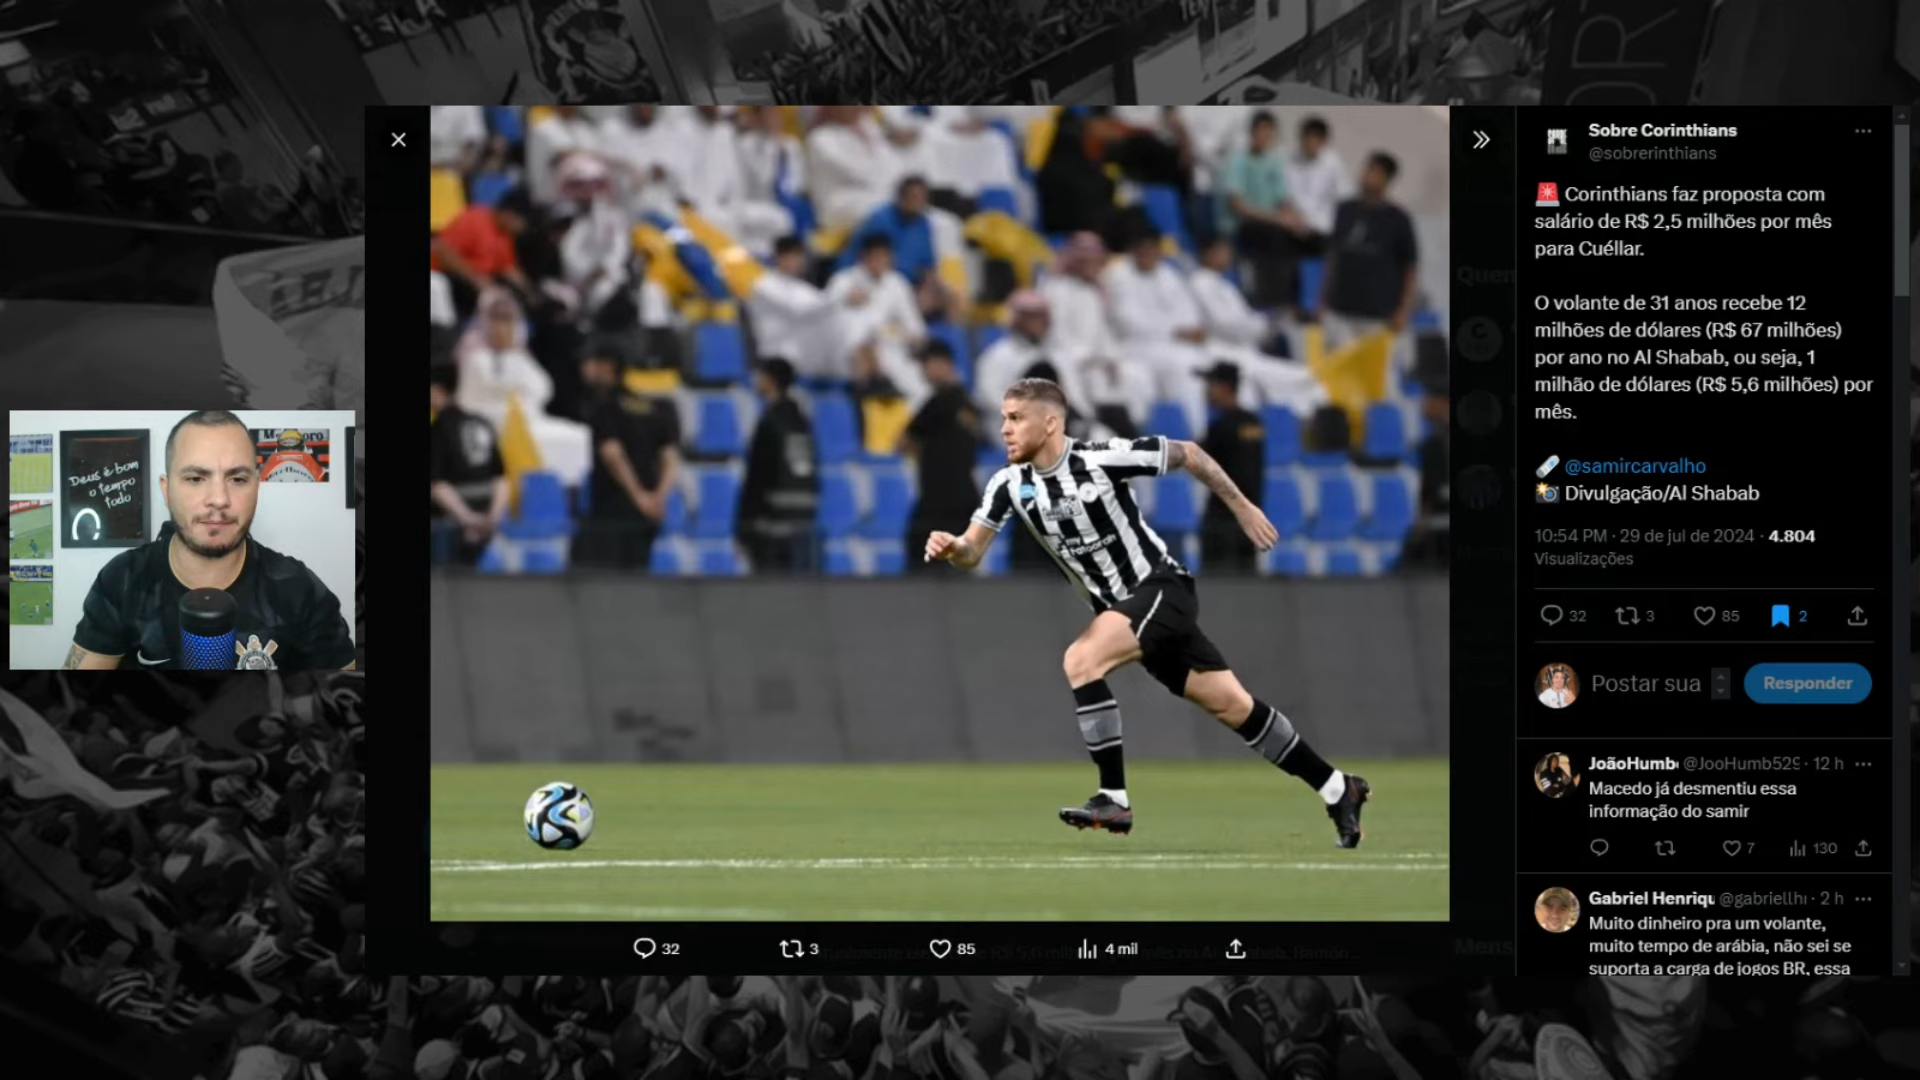 Sobre Corinthians
@sobrerinthians
Corinthians faz proposta com
salário de R$ 2,5 milhões por mês
para Cuéllar.
O volante de 31 anos recebe 12
milhões de dólares (R$ 67 milhões)
por ano no Al Shabab, ou seja, 1
milhão de dólares (R$ 5,6 milhões) por
mês.
@samircarvalho
Divulgação/Al Shabab
10:54 PM · 29 de jul de 2024 · 4.804
Visualizações
32 3 85 2
Postar sua
Responder
JoãoHumb @JooHumb529 · 12 h
Macedo já desmentiu essa
informação do samir
7 130
Gabriel Henriqu @gabriellhi · 2 h
Muito dinheiro pra um volante,
muito tempo de arábia, não sei se
suporta a carga de jogos BR, essa
32 3 85 4 mil
Deus é bom
o tempo
todo